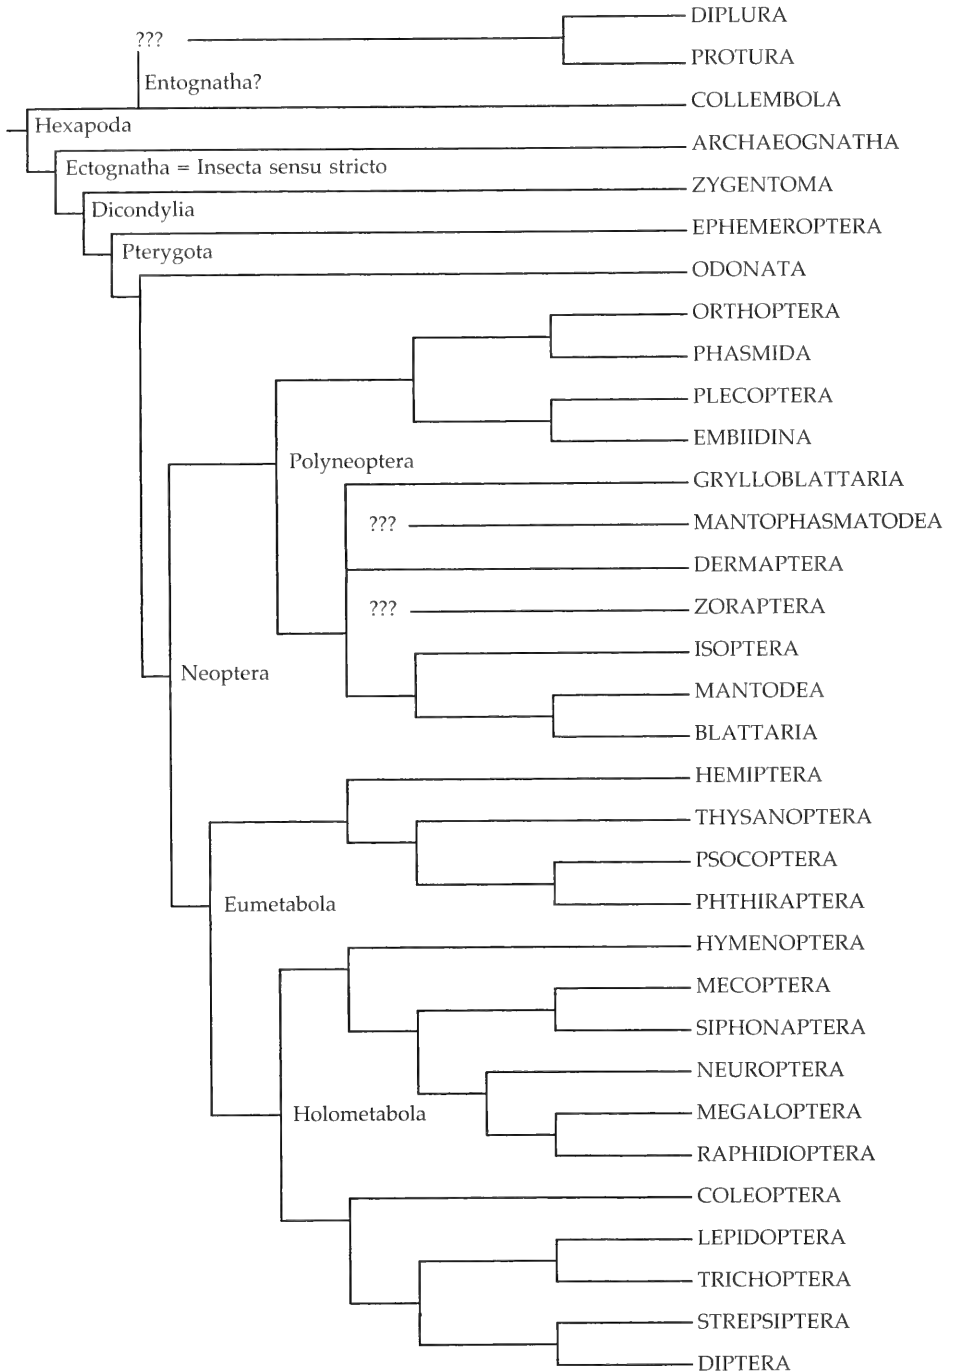 DIPLURA
???
PROTURA
Entognatha?
COLLEMBOLA
Hexapoda
ARCHAEOGNATHA
Ectognatha = Insecta sensu stricto
ZYGENTOMA
Dicondylia
EPHEMEROPTERA
Pterygota
ODONATA
ORTHOPTERA
PHASMIDA
PLECOPTERA
EMBIIDINA
Polyneoptera
GRYLLOBLATTARIA
??? MANTOPHASMATODEA
DERMAPTERA
??? ZORAPTERA
ISOPTERA
Neoptera
MANTODEA
BLATTARIA
HEMIPTERA
THYSANOPTERA
PSOCOPTERA
PHTHIRAPTERA
Eumetabola
HYMENOPTERA
MECOPTERA
SIPHONAPTERA
NEUROPTERA
MEGALOPTERA
Holometabola
RAPHIDIOPTERA
COLEOPTERA
LEPIDOPTERA
TRICHOPTERA
STREPSIPTERA
DIPTERA